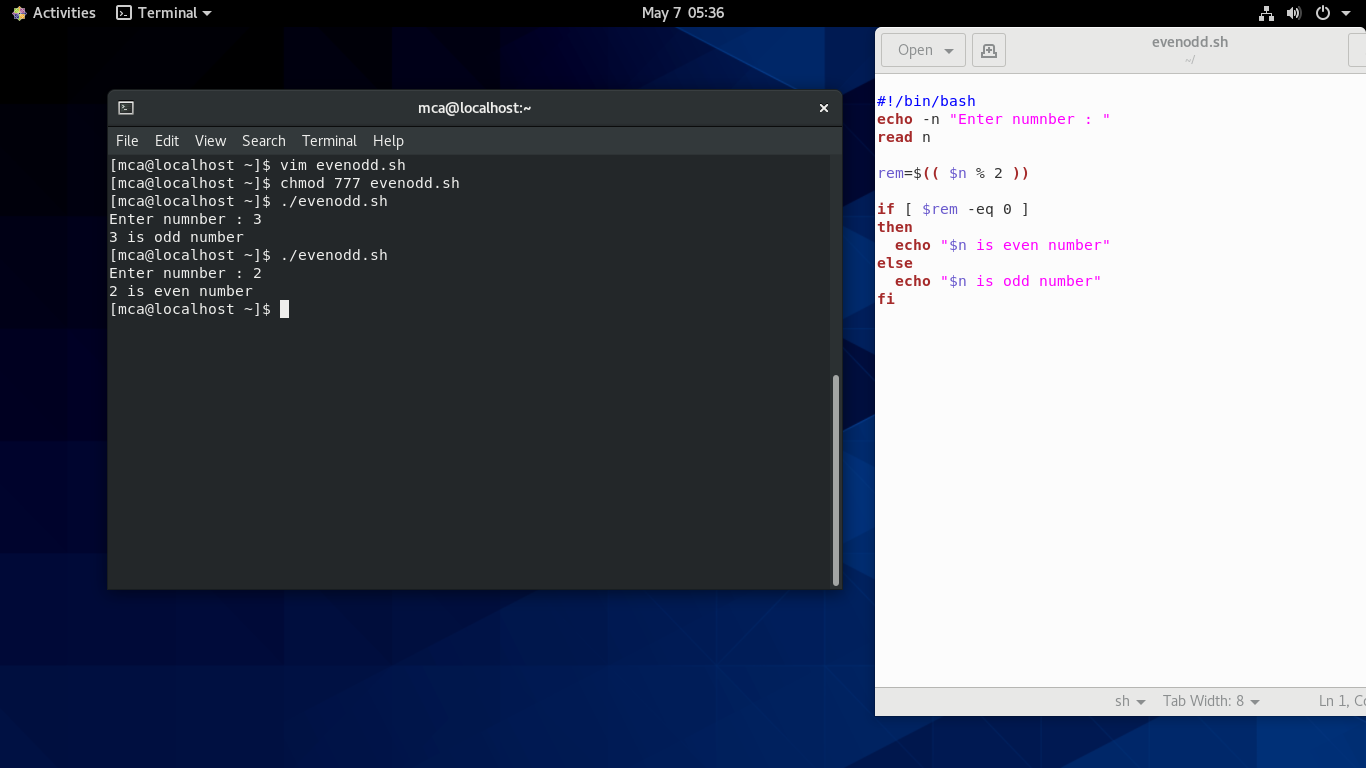 Activities Terminal May 7 05:36
mca@localhost:~
File Edit View Search Terminal Help
[mca@localhost ~]$ vim evenodd.sh
[mca@localhost ~]$ chmod 777 evenodd.sh
[mca@localhost ~]$ ./evenodd.sh
Enter numnber : 3
3 is odd number
[mca@localhost ~]$ ./evenodd.sh
Enter numnber : 2
2 is even number
[mca@localhost ~]$
Open
evenodd.sh
~/
#!/bin/bash
echo -n "Enter numnber : "
read n
rem=$(( $n % 2 ))
if [ $rem -eq 0 ]
then
  echo "$n is even number"
else
  echo "$n is odd number"
fi
sh Tab Width: 8 Ln 1, Co